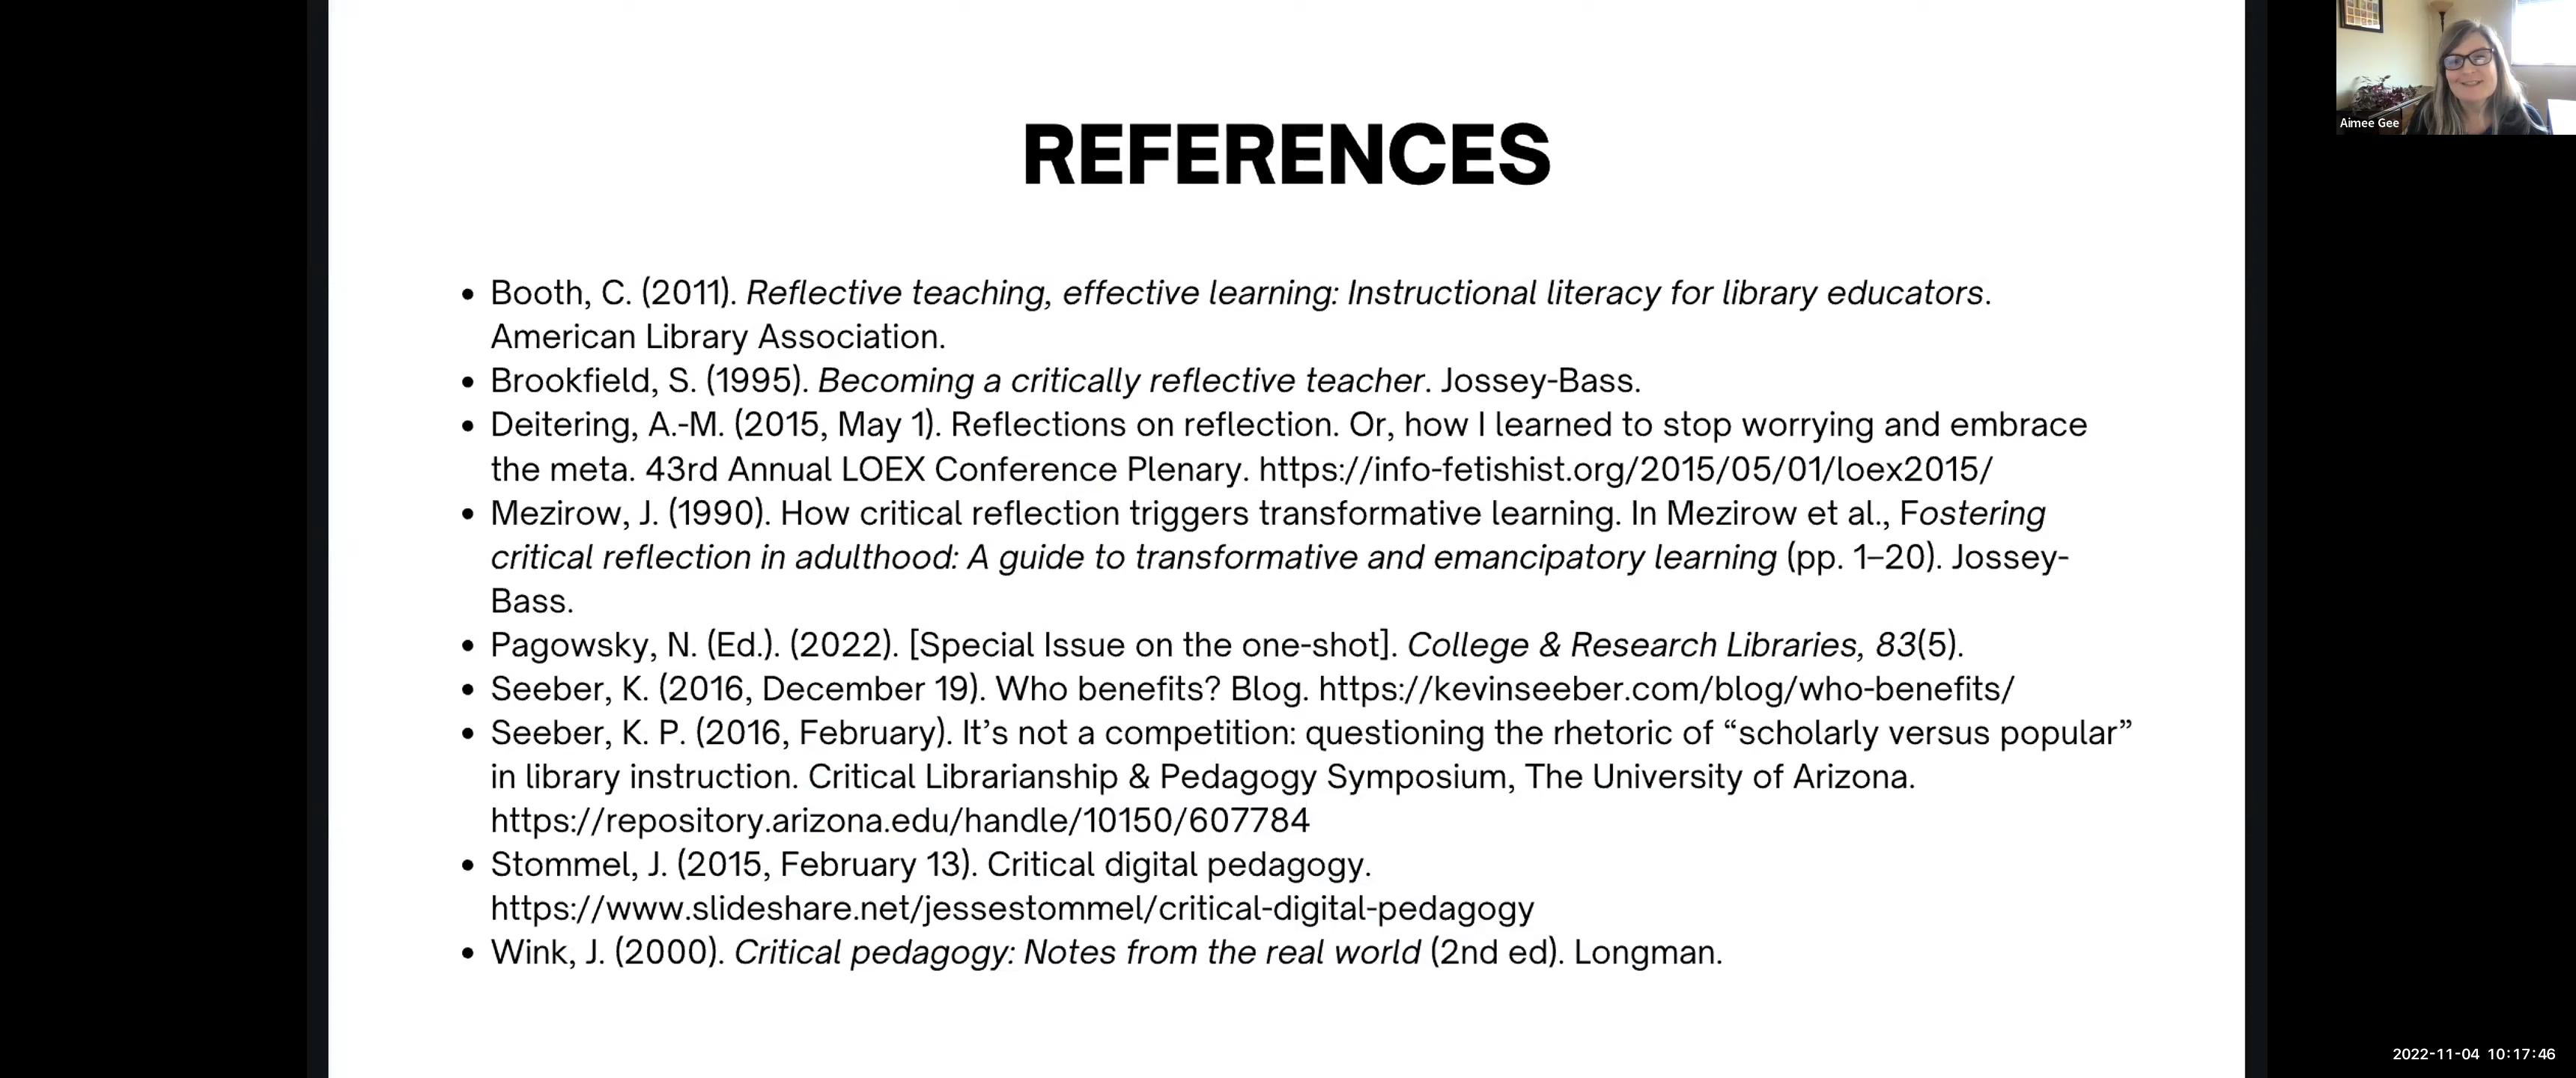 REFERENCES
• Booth, C. (2011). Reflective teaching, effective learning: Instructional literacy for library educators.
American Library Association.
• Brookfield, S. (1995). Becoming a critically reflective teacher. Jossey-Bass.
• Deitering, A.-M. (2015, May 1). Reflections on reflection. Or, how I learned to stop worrying and embrace
the meta. 43rd Annual LOEX Conference Plenary. https://info-fetishist.org/2015/05/01/loex2015/
• Mezirow, J. (1990). How critical reflection triggers transformative learning. In Mezirow et al., Fostering
critical reflection in adulthood: A guide to transformative and emancipatory learning (pp. 1–20). Jossey-
Bass.
• Pagowsky, N. (Ed.). (2022). [Special Issue on the one-shot]. College & Research Libraries, 83(5).
• Seeber, K. (2016, December 19). Who benefits? Blog. https://kevinseeber.com/blog/who-benefits/
• Seeber, K. P. (2016, February). It’s not a competition: questioning the rhetoric of “scholarly versus popular”
in library instruction. Critical Librarianship & Pedagogy Symposium, The University of Arizona.
https://repository.arizona.edu/handle/10150/607784
• Stommel, J. (2015, February 13). Critical digital pedagogy.
https://www.slideshare.net/jessestommel/critical-digital-pedagogy
• Wink, J. (2000). Critical pedagogy: Notes from the real world (2nd ed). Longman.
Aimee Gee
2022-11-04 10:17:46